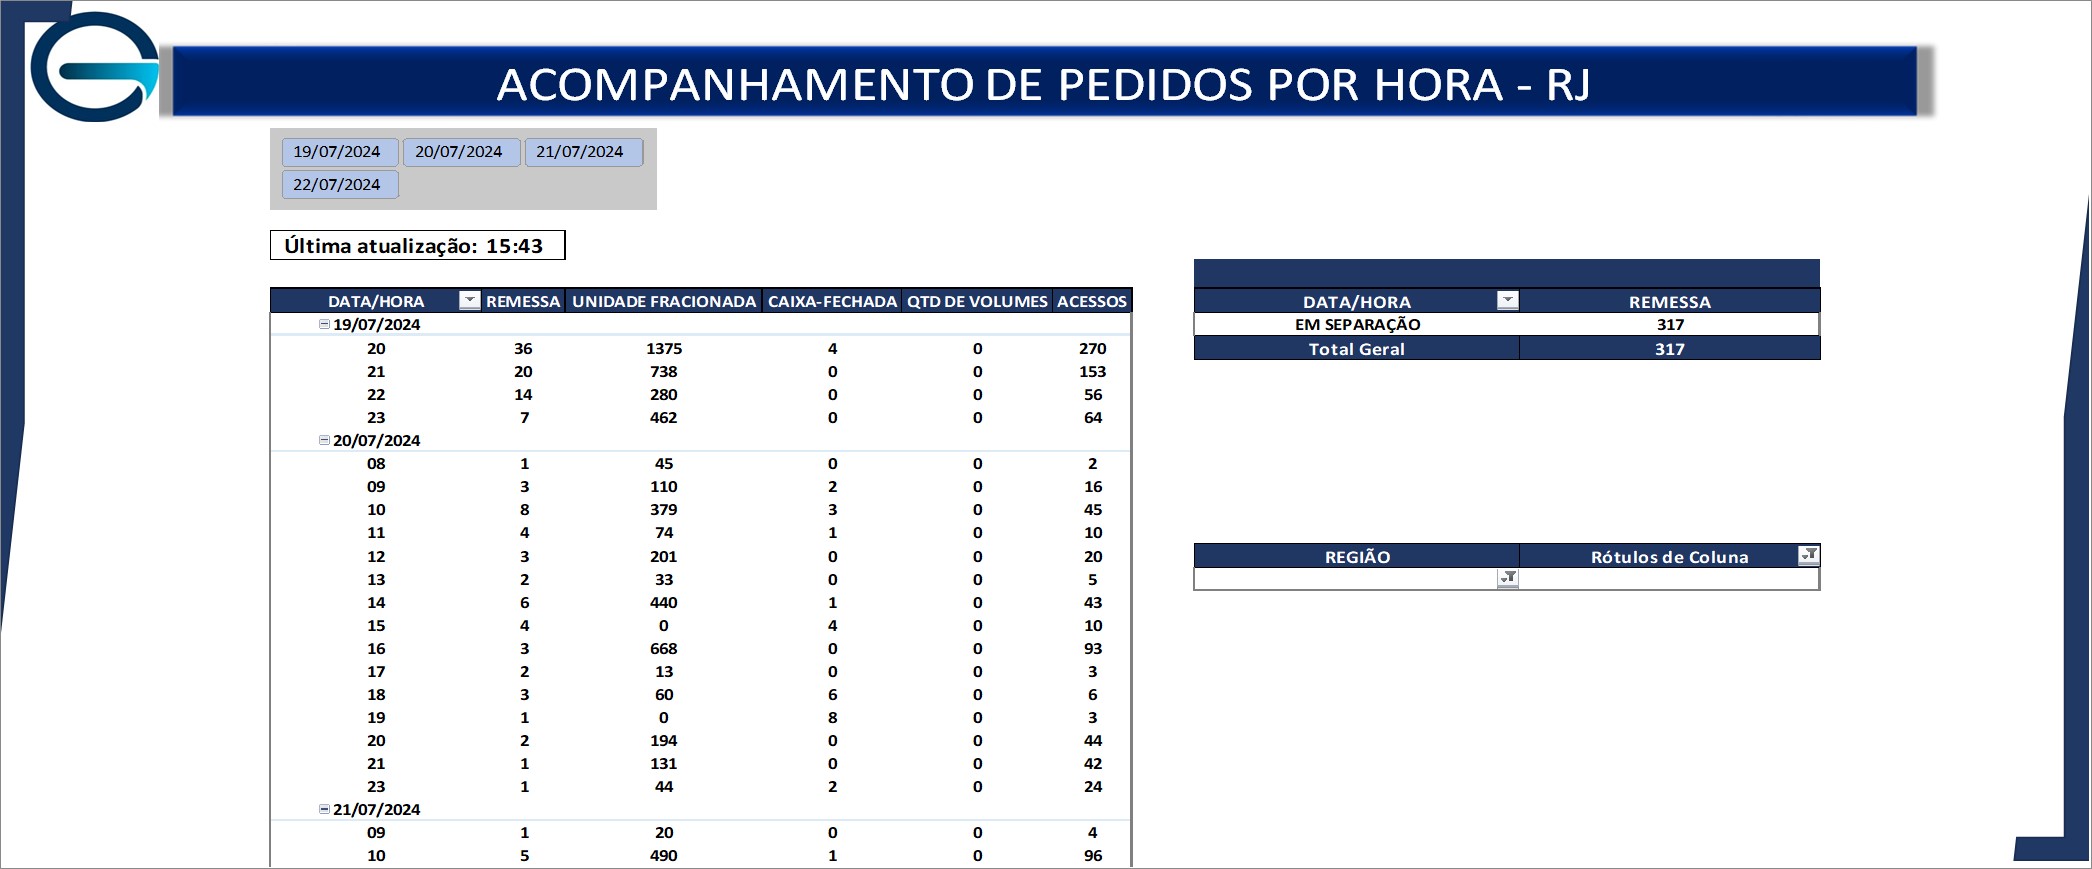 ACOMPANHAMENTO DE PEDIDOS POR HORA - RJ
19/07/2024 20/07/2024 21/07/2024
22/07/2024
Última atualização: 15:43
DATA/HORA REMESSA UNIDADE FRACIONADA CAIXA-FECHADA QTD DE VOLUMES ACESSOS
19/07/2024
20 36 1375 4 0 270
21 20 738 0 0 153
22 14 280 0 0 56
23 7 462 0 0 64
20/07/2024
08 1 45 0 0 2
09 3 110 2 0 16
10 8 379 3 0 45
11 4 74 1 0 10
12 3 201 0 0 20
13 2 33 0 0 5
14 6 440 1 0 43
15 4 0 4 0 10
16 3 668 0 0 93
17 2 13 0 0 3
18 3 60 6 0 6
19 1 0 8 0 3
20 2 194 0 0 44
21 1 131 0 0 42
23 1 44 2 0 24
21/07/2024
09 1 20 0 0 4
10 5 490 1 0 96
DATA/HORA REMESSA
EM SEPARAÇÃO 317
Total Geral 317
REGIÃO Rótulos de Coluna